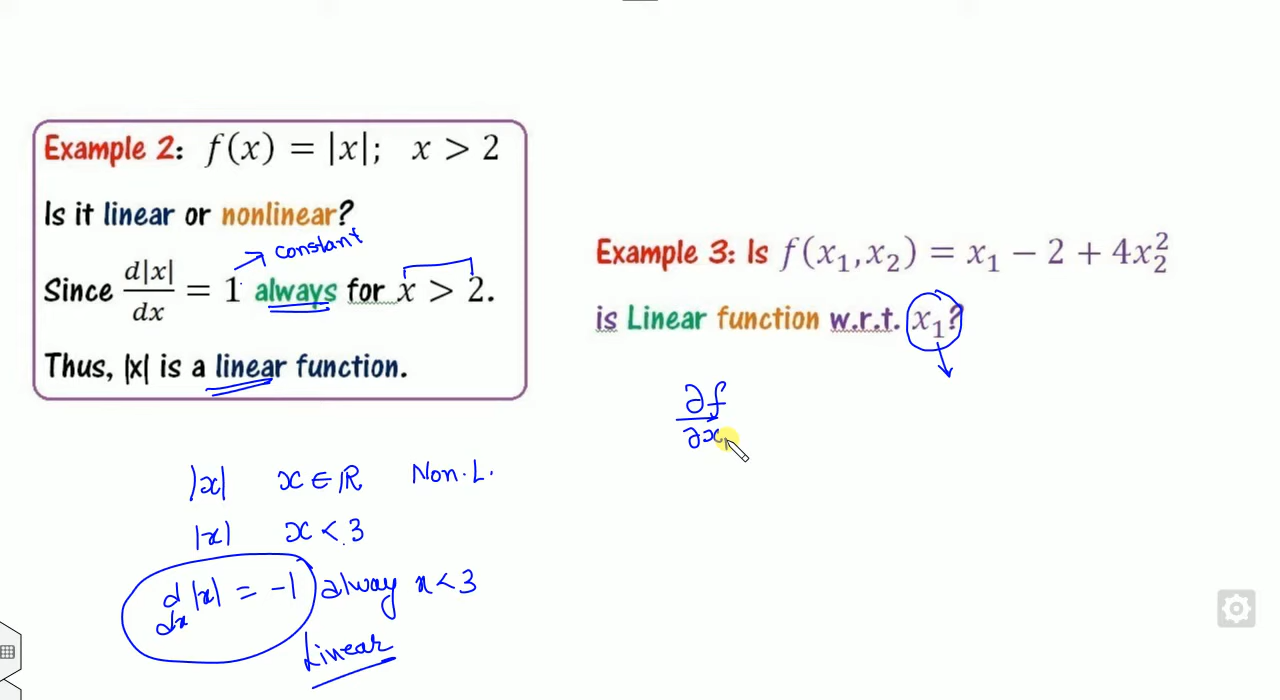 Example 2: f(x) = |x|; x > 2
Is it linear or nonlinear?
constant
Since d|x|/dx = 1 always for x > 2.
Thus, |x| is a linear function.
|x| x ∈ ℝ Non.L.
|x| x < 3
d/dx |x| = -1 alway x < 3
Linear
Example 3: Is f(x₁, x₂) = x₁ − 2 + 4x₂²
is Linear function w.r.t. x₁?
∂f/∂x